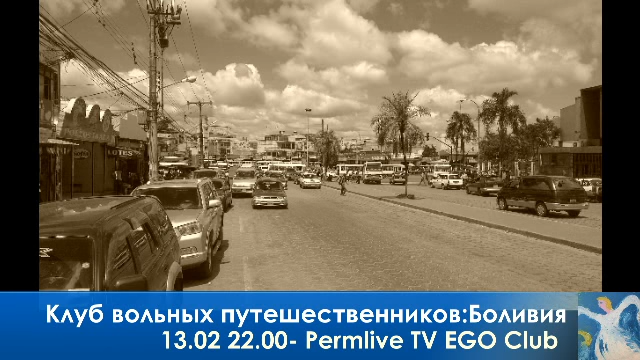 Клуб вольных путешественников:Боливия
13.02 22.00- Permlive TV EGO Club